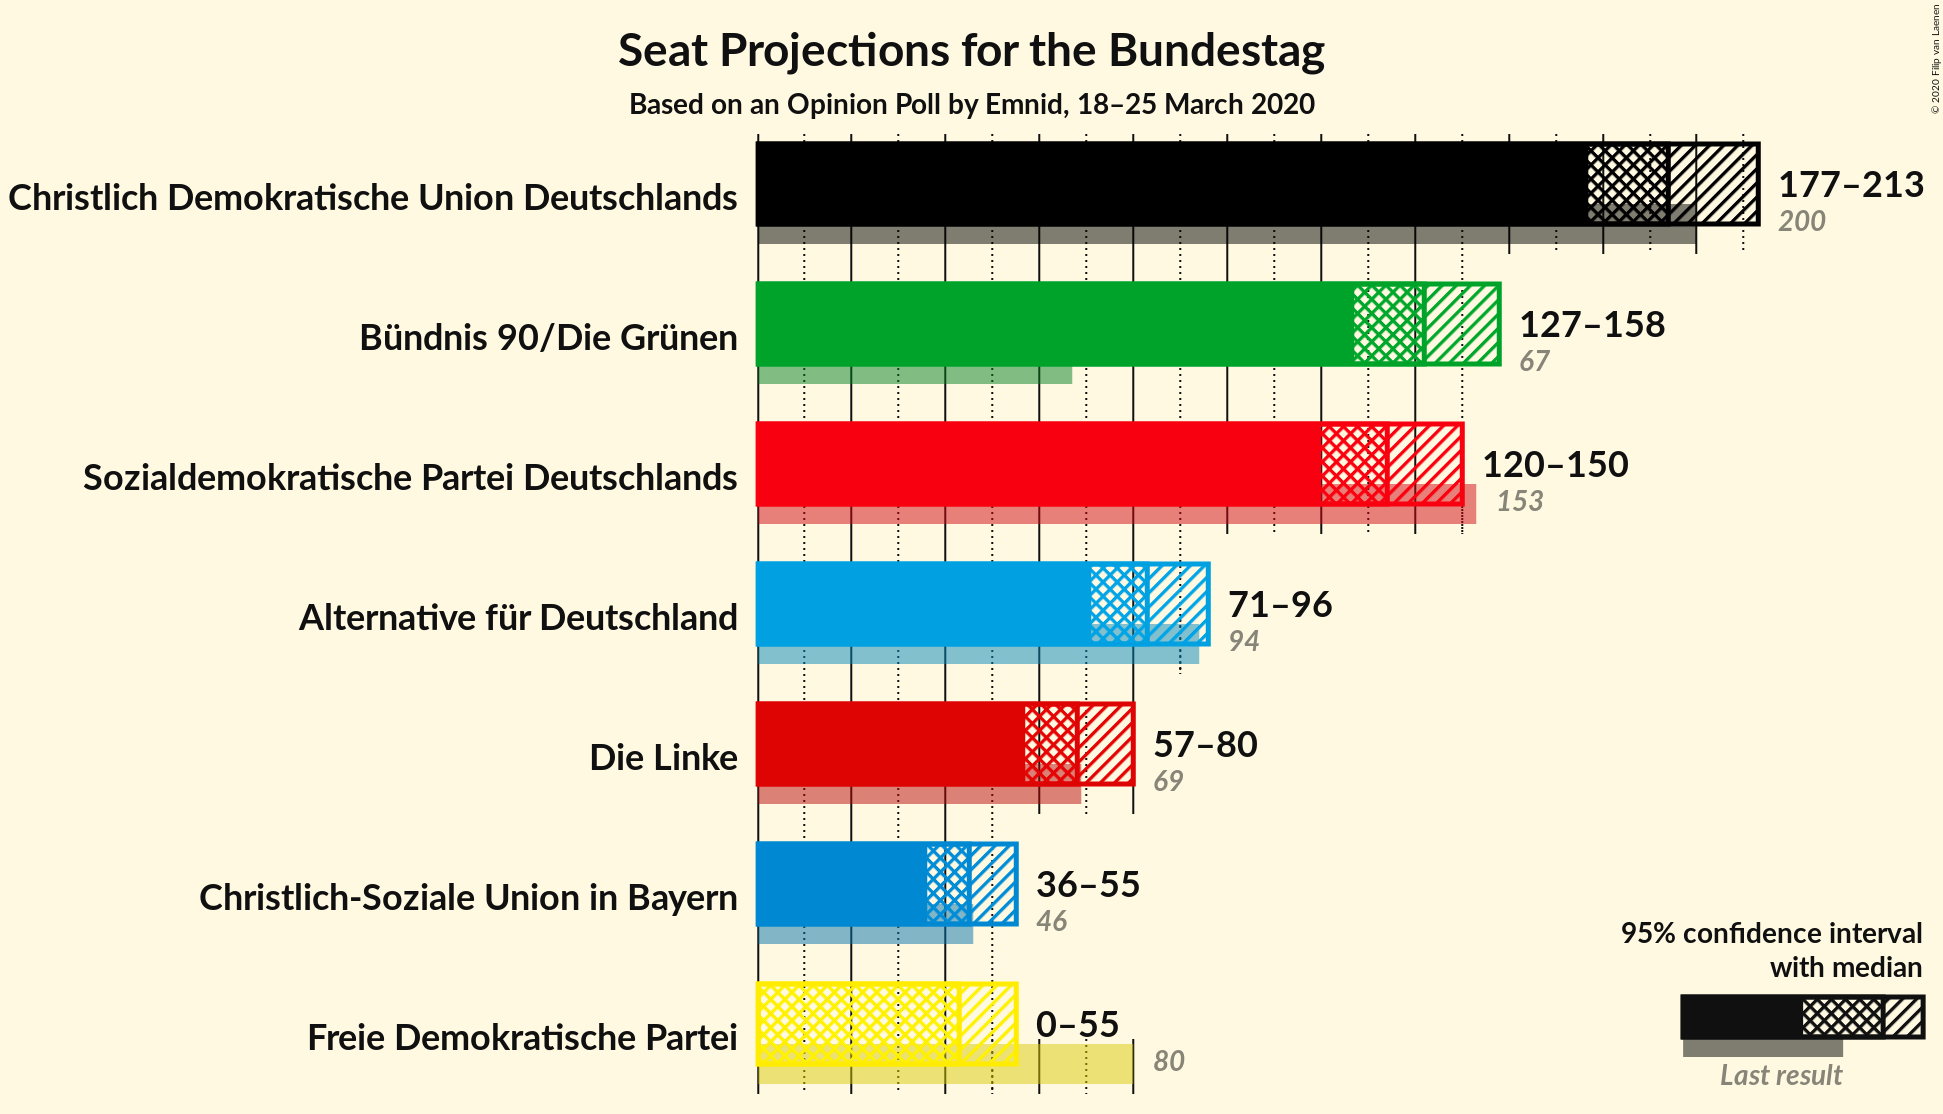 Seat Projections for the Bundestag
Based on an Opinion Poll by Emnid, 18–25 March 2020
© 2020 Filip van Laenen
Christlich Demokratische Union Deutschlands
177–213
200
Bündnis 90/Die Grünen
127–158
67
Sozialdemokratische Partei Deutschlands
120–150
153
Alternative für Deutschland
71–96
94
Die Linke
57–80
69
Christlich-Soziale Union in Bayern
36–55
46
Freie Demokratische Partei
0–55
80
95% confidence interval
with median
Last result